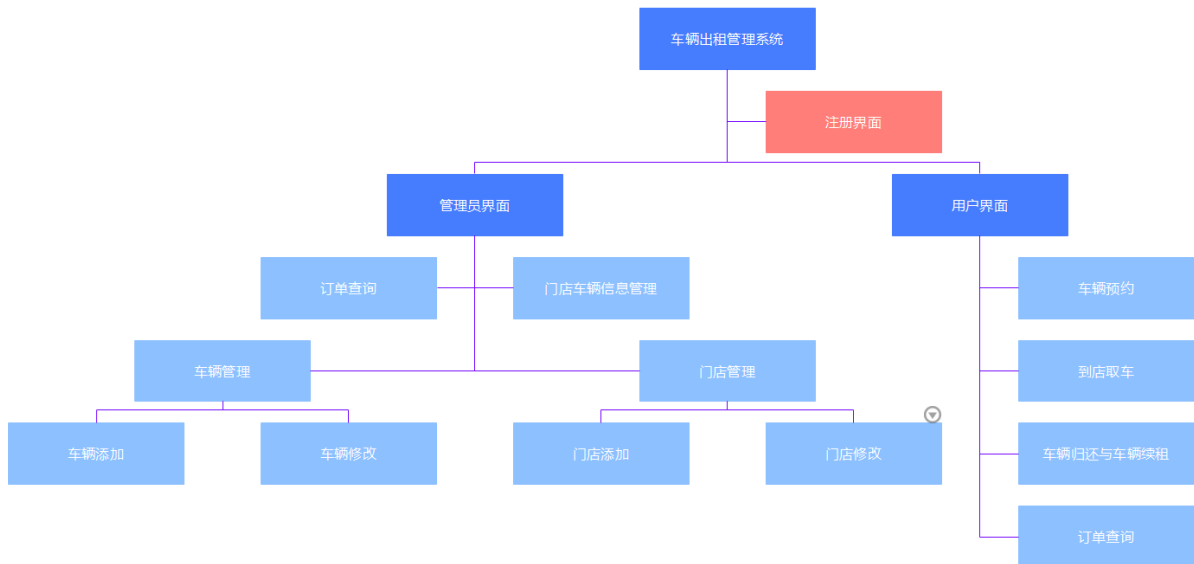 车辆出租管理系统
注册界面
管理员界面
用户界面
订单查询
门店车辆信息管理
车辆预约
车辆管理
门店管理
到店取车
车辆添加
车辆修改
门店添加
门店修改
车辆归还与车辆续租
订单查询